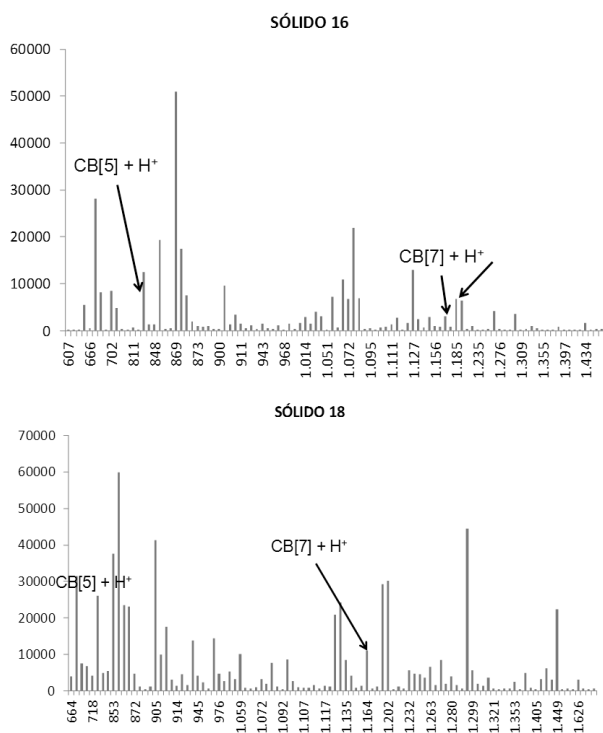 SÓLIDO 16
60000
50000
40000
30000
20000
10000
0
CB[5] + H⁺
CB[7] + H⁺
607 666 702 811 848 869 873 900 911 943 968 1.014 1.051 1.072 1.095 1.111 1.127 1.156 1.185 1.235 1.276 1.309 1.355 1.397 1.434
SÓLIDO 18
70000
60000
50000
40000
30000
20000
10000
0
CB[5] + H⁺
CB[7] + H⁺
664 718 853 872 905 914 945 976 1.059 1.072 1.092 1.107 1.117 1.135 1.164 1.202 1.232 1.263 1.280 1.299 1.321 1.353 1.405 1.449 1.626